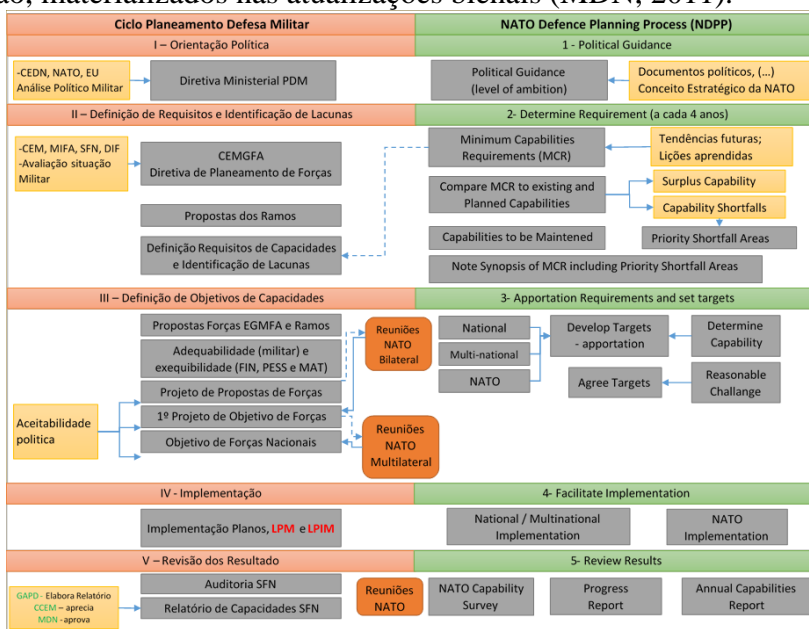 ão, materializados nas atualizações bienais (MDN, 2011).
Ciclo Planeamento Defesa Militar
NATO Defence Planning Process (NDPP)
I – Orientação Política
1 - Political Guidance
-CEDN, NATO, EU
Análise Político Militar
Diretiva Ministerial PDM
Political Guidance
(level of ambition)
Documentos políticos, (...)
Conceito Estratégico da NATO
II – Definição de Requisitos e Identificação de Lacunas
2- Determine Requirement (a cada 4 anos)
-CEM, MIFA, SFN, DIF
-Avaliação situação
Militar
CEMGFA
Diretiva de Planeamento de Forças
Propostas dos Ramos
Definição Requisitos de Capacidades
e Identificação de Lacunas
Minimum Capabilities
Requirements (MCR)
Tendências futuras;
Lições aprendidas
Compare MCR to existing and
Planned Capabilities
Surplus Capability
Capability Shortfalls
Capabilities to be Maintened
Priority Shortfall Areas
Note Synopsis of MCR including Priority Shortfall Areas
III – Definição de Objetivos de Capacidades
3- Apportation Requirements and set targets
Propostas Forças EGMFA e Ramos
Adequabilidade (militar) e
exequibilidade (FIN, PESS e MAT)
Projeto de Propostas de Forças
1º Projeto de Objetivo de Forças
Objetivo de Forças Nacionais
Aceitabilidade
politica
Reuniões
NATO
Bilateral
Reuniões
NATO
Multilateral
National
Multi-national
NATO
Develop Targets
- apportation
Determine
Capability
Agree Targets
Reasonable
Challange
IV - Implementação
4- Facilitate Implementation
Implementação Planos, LPM e LPIM
National / Multinational
Implementation
NATO
Implementation
V – Revisão dos Resultado
5- Review Results
GAPD - Elabora Relatório
CCEM – aprecia
MDN - aprova
Auditoria SFN
Relatório de Capacidades SFN
Reuniões
NATO
NATO Capability
Survey
Progress
Report
Annual Capabilities
Report